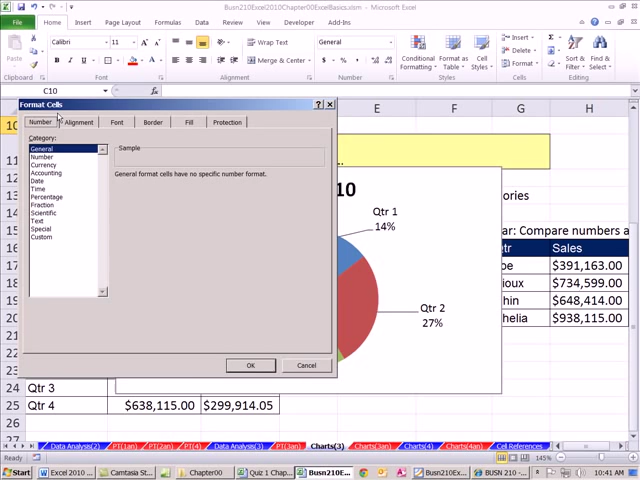 Busn210Excel2010Chapter00ExcelBasics.xlsm - Microsoft Excel
File Home Insert Page Layout Formulas Data Review View Developer Add-Ins
Paste
Calibri 11
Wrap Text
General
Merge & Center
Conditional Formatting
Format as Table
Cell Styles
Insert
Delete
Format
Sort & Filter
Find & Select
Clipboard Font Alignment Number Styles Cells Editing
C10
fx
Format Cells
E F G H
10
Number Alignment Font Border Fill Protection
Category:
General
Number
Currency
Accounting
Date
Time
Percentage
Fraction
Scientific
Text
Special
Custom
Sample
General format cells have no specific number format.
OK Cancel
...
10
ories
Qtr 1
14%
ar: Compare numbers a
tr Sales
be $391,163.00
ioux $734,599.00
hin $648,414.00
helia $938,115.00
Qtr 2
27%
Qtr 3
Qtr 4 $638,115.00 $299,914.05
11
12
13
14
15
16
17
18
19
20
21
22
23
24
25
26
27
Data Analysis(2) PT(1an) PT(4) Data Analysis(3) PT(3an) Charts(3) Charts(3an) Charts(4) Charts(4an) Cell References
Ready 145%
Start Excel 2010 ... Camtasia St... Chapter00 Quiz 1 Chap... Busn210E... Busn210Ex... BUSN 210 -... 10:41 AM